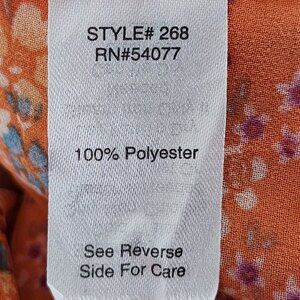 STYLE# 268
RN#54077
100% Polyester
See Reverse
Side For Care